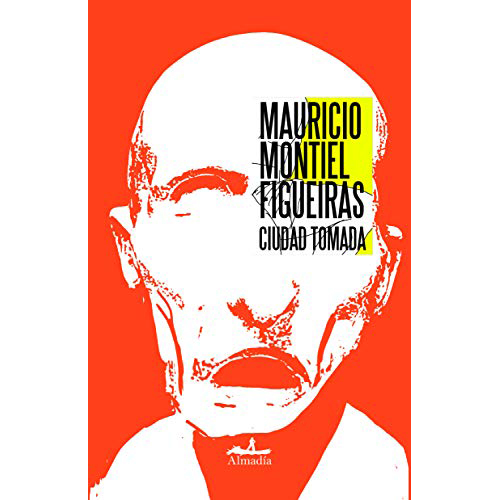 MAURICIO
MONTIEL
FIGUEIRAS
CIUDAD TOMADA
Almadía